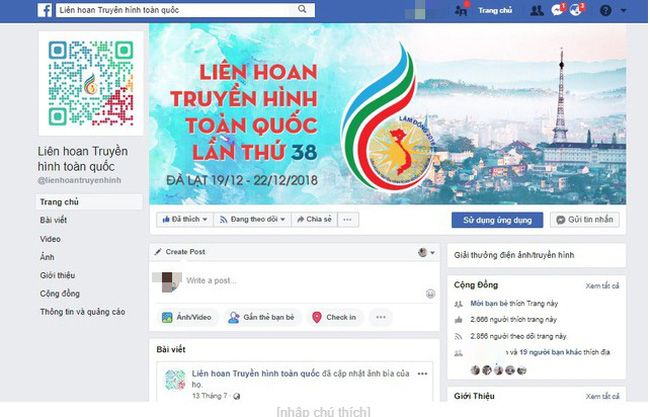 Liên hoan Truyền hình toàn quốc
Trang chủ
1
3
LIÊN HOAN
TRUYỀN HÌNH
TOÀN QUỐC
LẦN THỨ 38
ĐÀ LẠT 19/12 - 22/12/2018
LÂM ĐỒNG 2018
Liên hoan Truyền
hình toàn quốc
@lienhoantruyenhinh
Trang chủ
Bài viết
Video
Ảnh
Giới thiệu
Cộng đồng
Thông tin và quảng cáo
Đã thích
Đang theo dõi
Chia sẻ
Sử dụng ứng dụng
Gửi tin nhắn
Create Post
Write a post...
Ảnh/Video
Gắn thẻ bạn bè
Check in
Bài viết
Liên hoan Truyền hình toàn quốc đã cập nhật ảnh bìa của
họ.
13 Tháng 7
Giải thưởng điện ảnh/truyền hình
Cộng Đồng
Xem tất cả
Mời bạn bè thích Trang này
2.666 người thích trang này
2.856 người theo dõi trang này
và 19 người bạn khác thích địa
Giới Thiệu
Xem tất cả
[nhập chú thích]